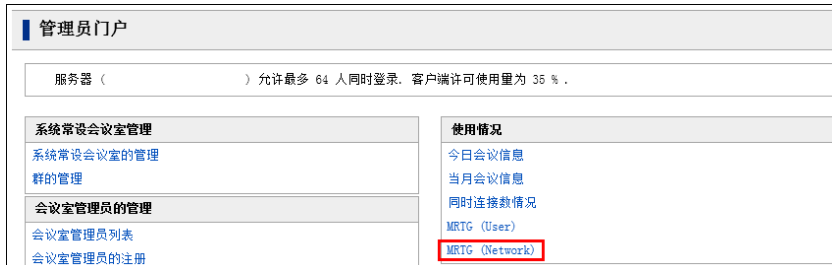 管理员门户
服务器（ ）允许最多 64 人同时登录. 客户端许可使用量为 35 % .
系统常设会议室管理
系统常设会议室的管理
群的管理
会议室管理员的管理
会议室管理员列表
会议室管理员的注册
使用情况
今日会议信息
当月会议信息
同时连接数情况
MRTG (User)
MRTG (Network)